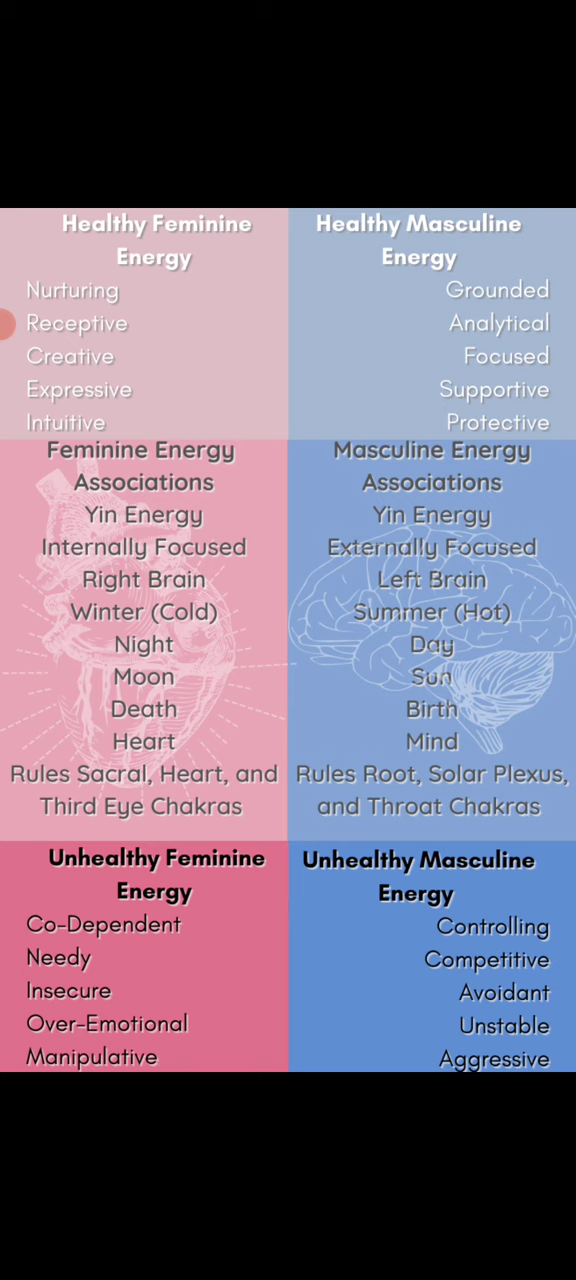 Healthy Feminine
Energy
Nurturing
Receptive
Creative
Expressive
Intuitive
Healthy Masculine
Energy
Grounded
Analytical
Focused
Supportive
Protective
Feminine Energy
Associations
Yin Energy
Internally Focused
Right Brain
Winter (Cold)
Night
Moon
Death
Heart
Rules Sacral, Heart, and
Third Eye Chakras
Masculine Energy
Associations
Yin Energy
Externally Focused
Left Brain
Summer (Hot)
Day
Sun
Birth
Mind
Rules Root, Solar Plexus,
and Throat Chakras
Unhealthy Feminine
Energy
Co-Dependent
Needy
Insecure
Over-Emotional
Manipulative
Unhealthy Masculine
Energy
Controlling
Competitive
Avoidant
Unstable
Aggressive